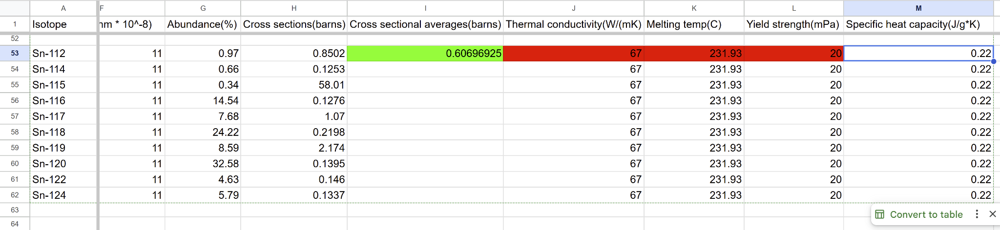 A F G H I J K L M
1 Isotope hm * 10^-8) Abundance(%) Cross sections(barns) Cross sectional averages(barns) Thermal conductivity(W/(mK) Melting temp(C) Yield strength(mPa) Specific heat capacity(J/g*K)
52
53 Sn-112 11 0.97 0.8502 0.60696925 67 231.93 20 0.22
54 Sn-114 11 0.66 0.1253 67 231.93 20 0.22
55 Sn-115 11 0.34 58.01 67 231.93 20 0.22
56 Sn-116 11 14.54 0.1276 67 231.93 20 0.22
57 Sn-117 11 7.68 1.07 67 231.93 20 0.22
58 Sn-118 11 24.22 0.2198 67 231.93 20 0.22
59 Sn-119 11 8.59 2.174 67 231.93 20 0.22
60 Sn-120 11 32.58 0.1395 67 231.93 20 0.22
61 Sn-122 11 4.63 0.146 67 231.93 20 0.22
62 Sn-124 11 5.79 0.1337 67 231.93 20 0.22
63
Convert to table
64